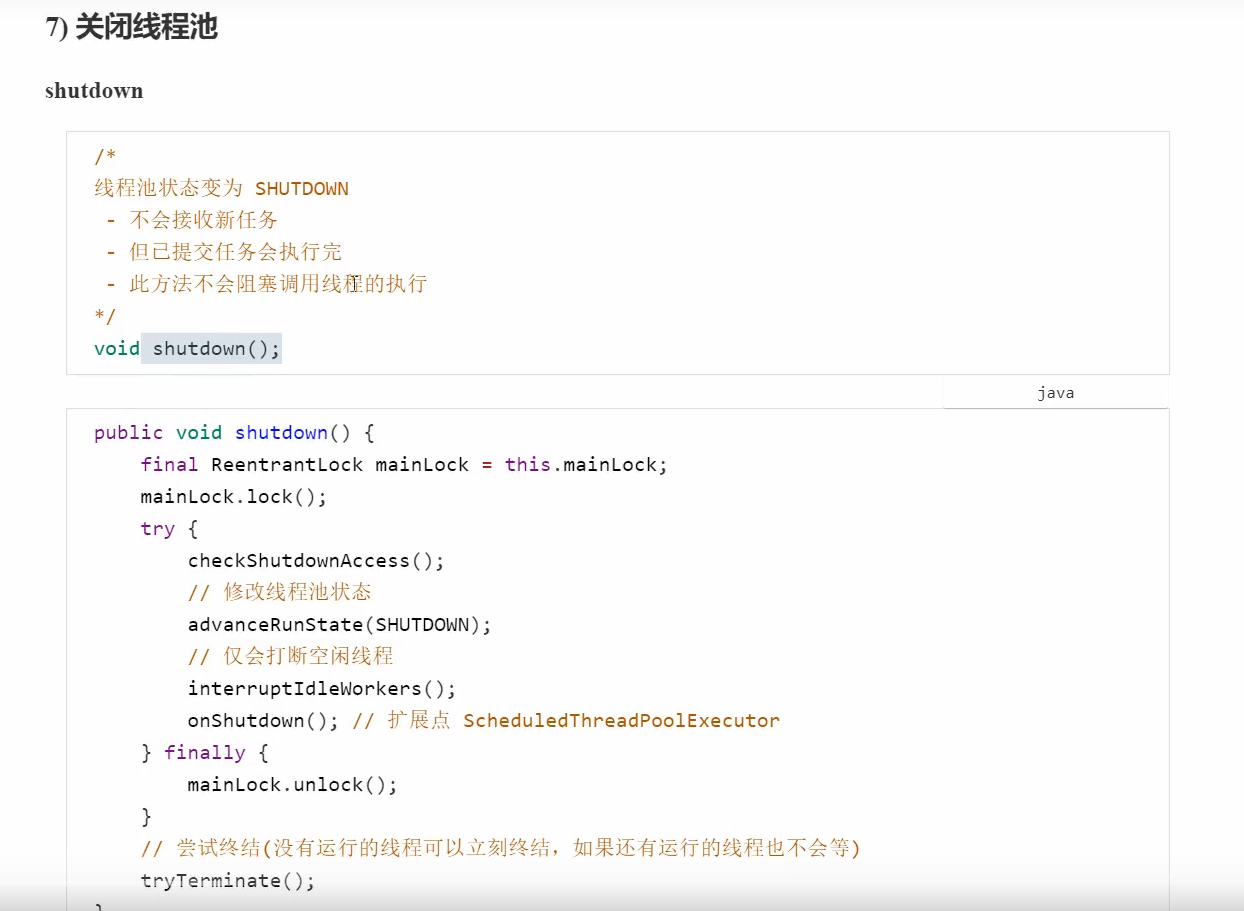 7) 关闭线程池
shutdown
/*
线程池状态变为 SHUTDOWN
- 不会接收新任务
- 但已提交任务会执行完
- 此方法不会阻塞调用线程的执行
*/
void shutdown();
java
public void shutdown() {
final ReentrantLock mainLock = this.mainLock;
mainLock.lock();
try {
checkShutdownAccess();
// 修改线程池状态
advanceRunState(SHUTDOWN);
// 仅会打断空闲线程
interruptIdleWorkers();
onShutdown(); // 扩展点 ScheduledThreadPoolExecutor
} finally {
mainLock.unlock();
}
// 尝试终结(没有运行的线程可以立刻终结，如果还有运行的线程也不会等)
tryTerminate();
}